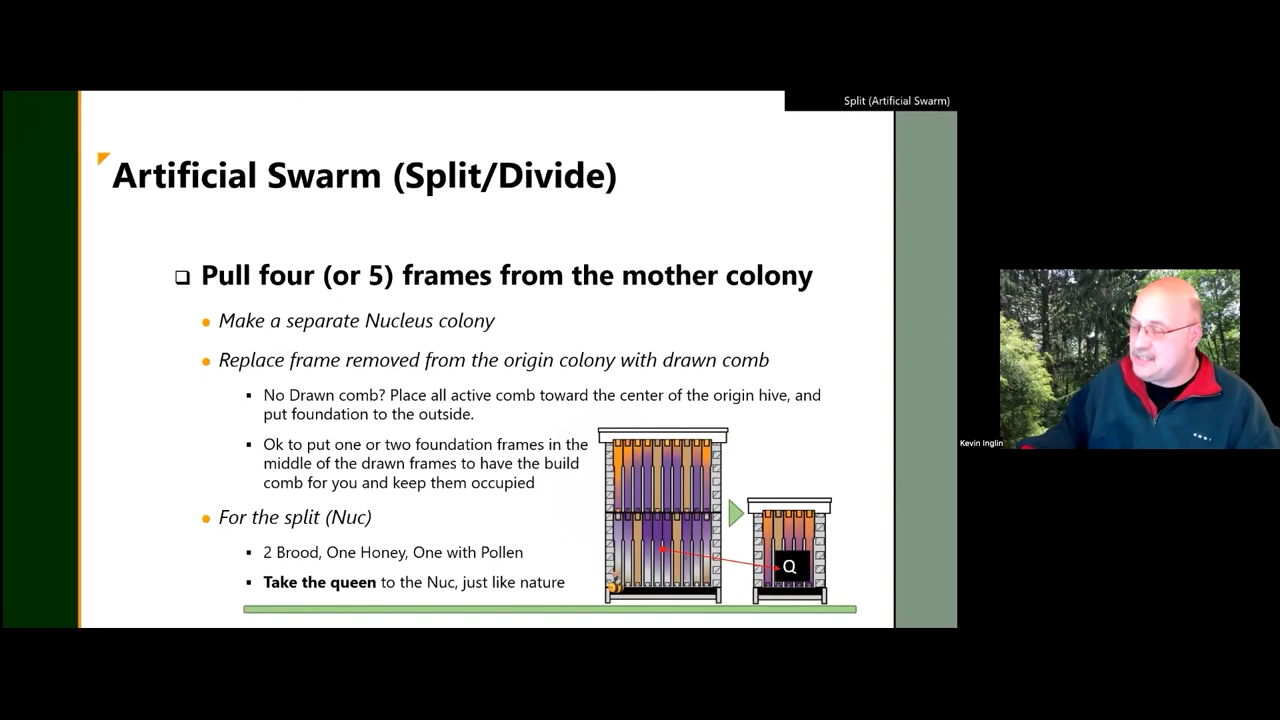 Split (Artificial Swarm)
Artificial Swarm (Split/Divide)
Pull four (or 5) frames from the mother colony
Make a separate Nucleus colony
Replace frame removed from the origin colony with drawn comb
No Drawn comb? Place all active comb toward the center of the origin hive, and
put foundation to the outside.
Ok to put one or two foundation frames in the
middle of the drawn frames to have the build
comb for you and keep them occupied
For the split (Nuc)
2 Brood, One Honey, One with Pollen
Take the queen to the Nuc, just like nature
Q
Kevin Inglin